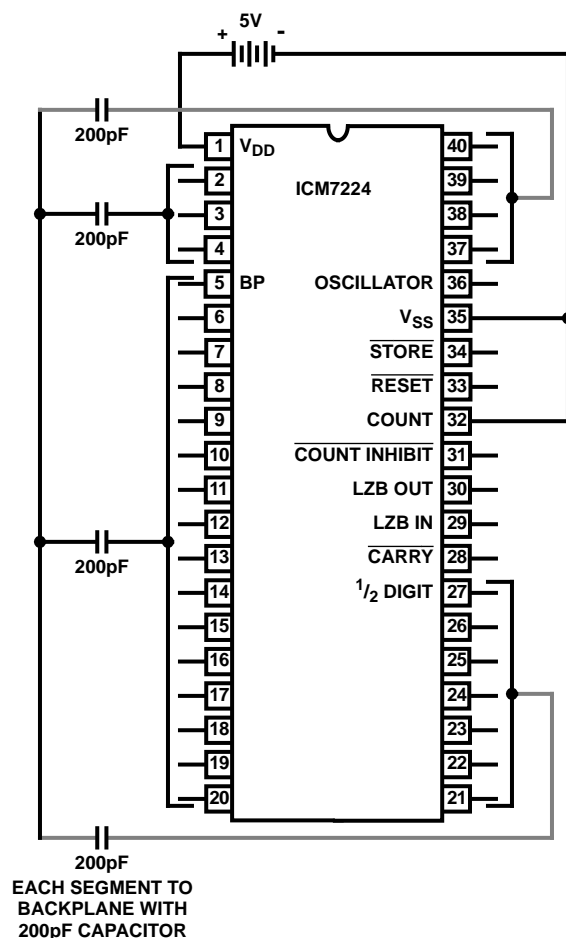 5V
+ -
200pF
1 VDD 40
2 ICM7224 39
200pF 3 38
4 37
5 BP OSCILLATOR 36
6 VSS 35
7 STORE 34
8 RESET 33
9 COUNT 32
10 COUNT INHIBIT 31
11 LZB OUT 30
12 LZB IN 29
200pF 13 CARRY 28
14 1/2 DIGIT 27
15 26
16 25
17 24
18 23
19 22
20 21
200pF
EACH SEGMENT TO
BACKPLANE WITH
200pF CAPACITOR